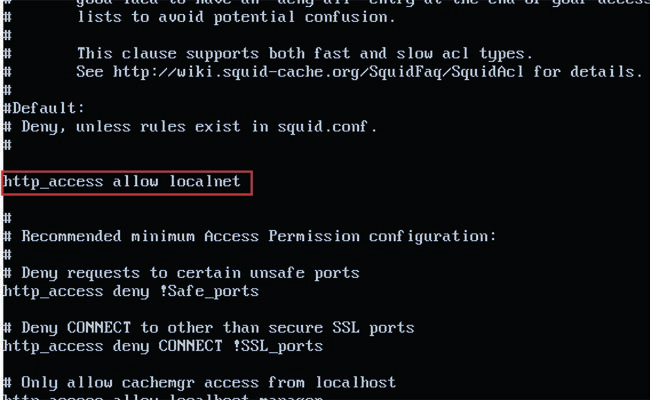 # good idea to have an "deny all" entry at the end of your access
# lists to avoid potential confusion.
#
# This clause supports both fast and slow acl types.
# See http://wiki.squid-cache.org/SquidFaq/SquidAcl for details.
#
#Default:
# Deny, unless rules exist in squid.conf.
#
http_access allow localnet
#
# Recommended minimum Access Permission configuration:
#
# Deny requests to certain unsafe ports
http_access deny !Safe_ports
# Deny CONNECT to other than secure SSL ports
http_access deny CONNECT !SSL_ports
# Only allow cachemgr access from localhost
http_access allow localhost manager